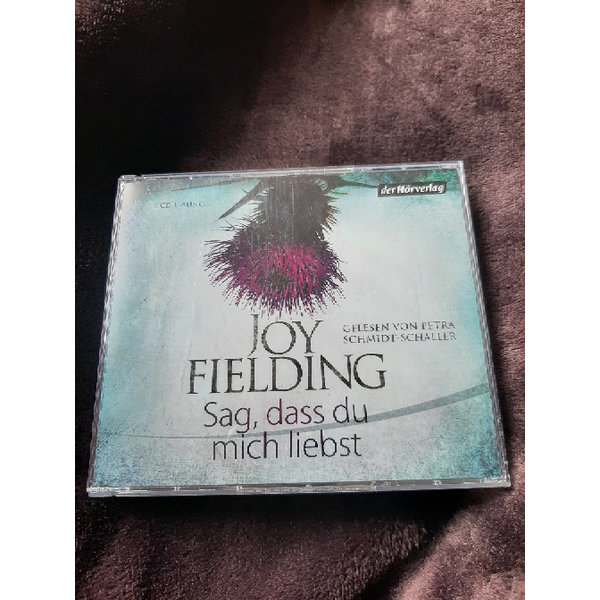 der Hörverlag
JOY
FIELDING
GELESEN VON PETRA
SCHMIDT-SCHALLER
Sag, dass du
mich liebst